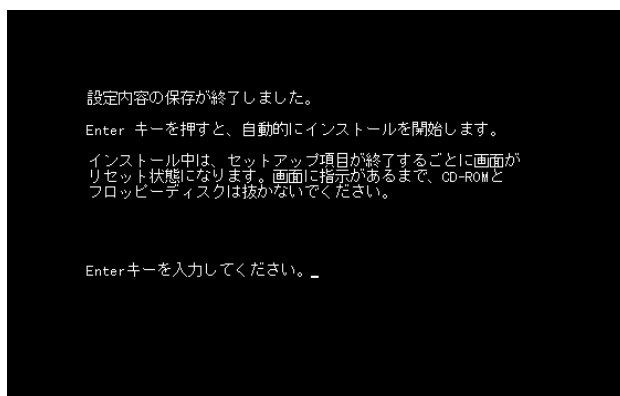 設定内容の保存が終了しました。
Enter キーを押すと、自動的にインストールを開始します。
インストール中は、セットアップ項目が終了するごとに画面が
リセット状態になります。画面に指示があるまで、CD-ROMと
フロッピーディスクは抜かないでください。
Enterキーを入力してください。_